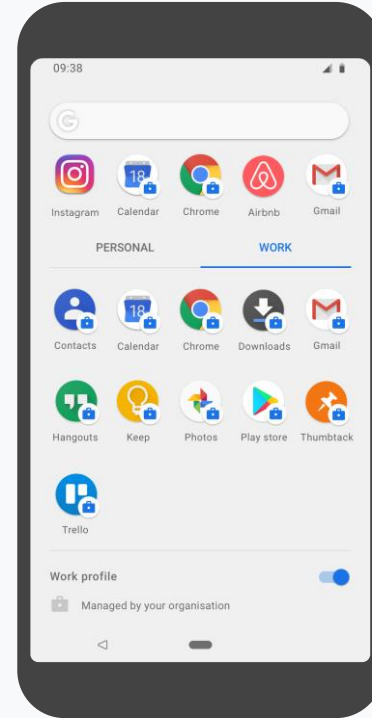 09:38
G
Instagram Calendar Chrome Airbnb Gmail
PERSONAL WORK
Contacts Calendar Chrome Downloads Gmail
Hangouts Keep Photos Play store Thumbtack
Trello
Work profile
Managed by your organisation